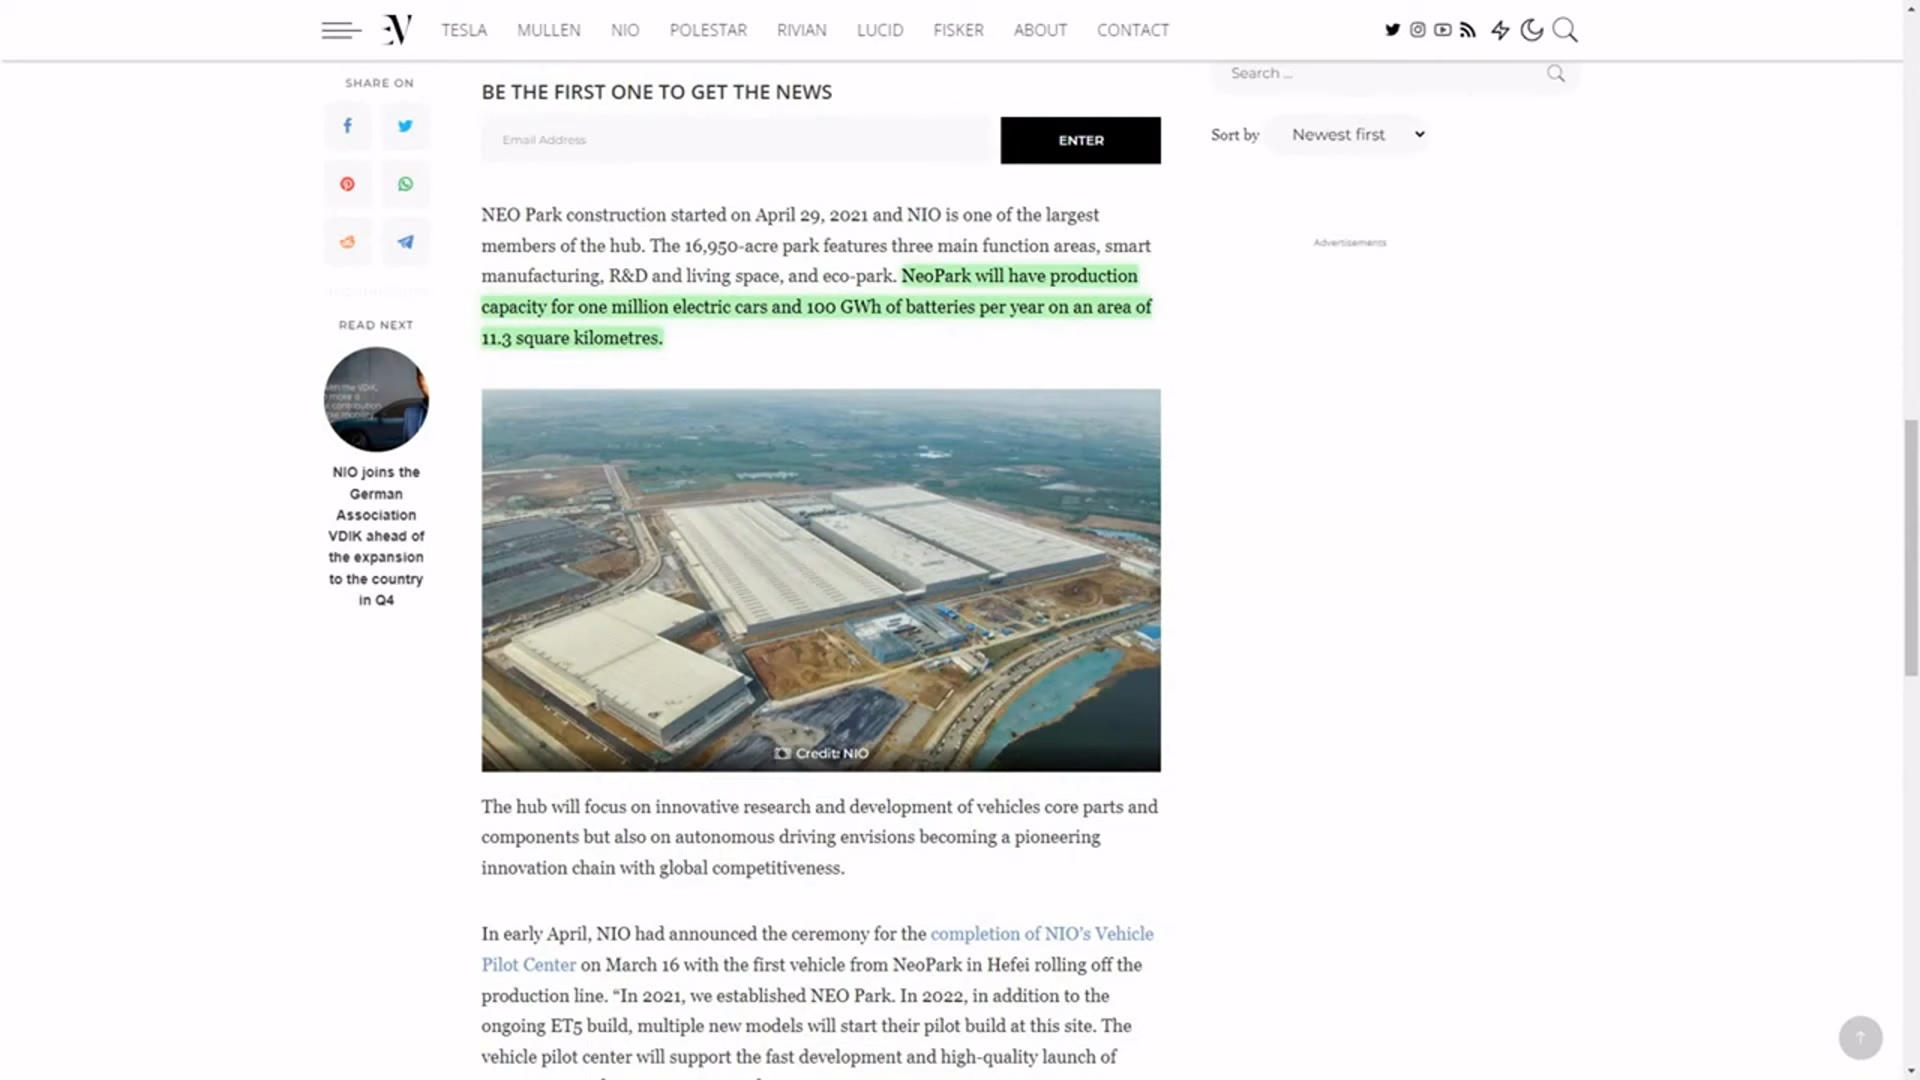 EV TESLA MULLEN NIO POLESTAR RIVIAN LUCID FISKER ABOUT CONTACT
SHARE ON
READ NEXT
NIO joins the
German
Association
VDIK ahead of
the expansion
to the country
in Q4
BE THE FIRST ONE TO GET THE NEWS
Email Address ENTER
NEO Park construction started on April 29, 2021 and NIO is one of the largest
members of the hub. The 16,950-acre park features three main function areas, smart
manufacturing, R&D and living space, and eco-park. NeoPark will have production
capacity for one million electric cars and 100 GWh of batteries per year on an area of
11.3 square kilometres.
Credit: NIO
The hub will focus on innovative research and development of vehicles core parts and
components but also on autonomous driving envisions becoming a pioneering
innovation chain with global competitiveness.
In early April, NIO had announced the ceremony for the completion of NIO’s Vehicle
Pilot Center on March 16 with the first vehicle from NeoPark in Hefei rolling off the
production line. “In 2021, we established NEO Park. In 2022, in addition to the
ongoing ET5 build, multiple new models will start their pilot build at this site. The
vehicle pilot center will support the fast development and high-quality launch of
Search ...
Sort by Newest first
Advertisements